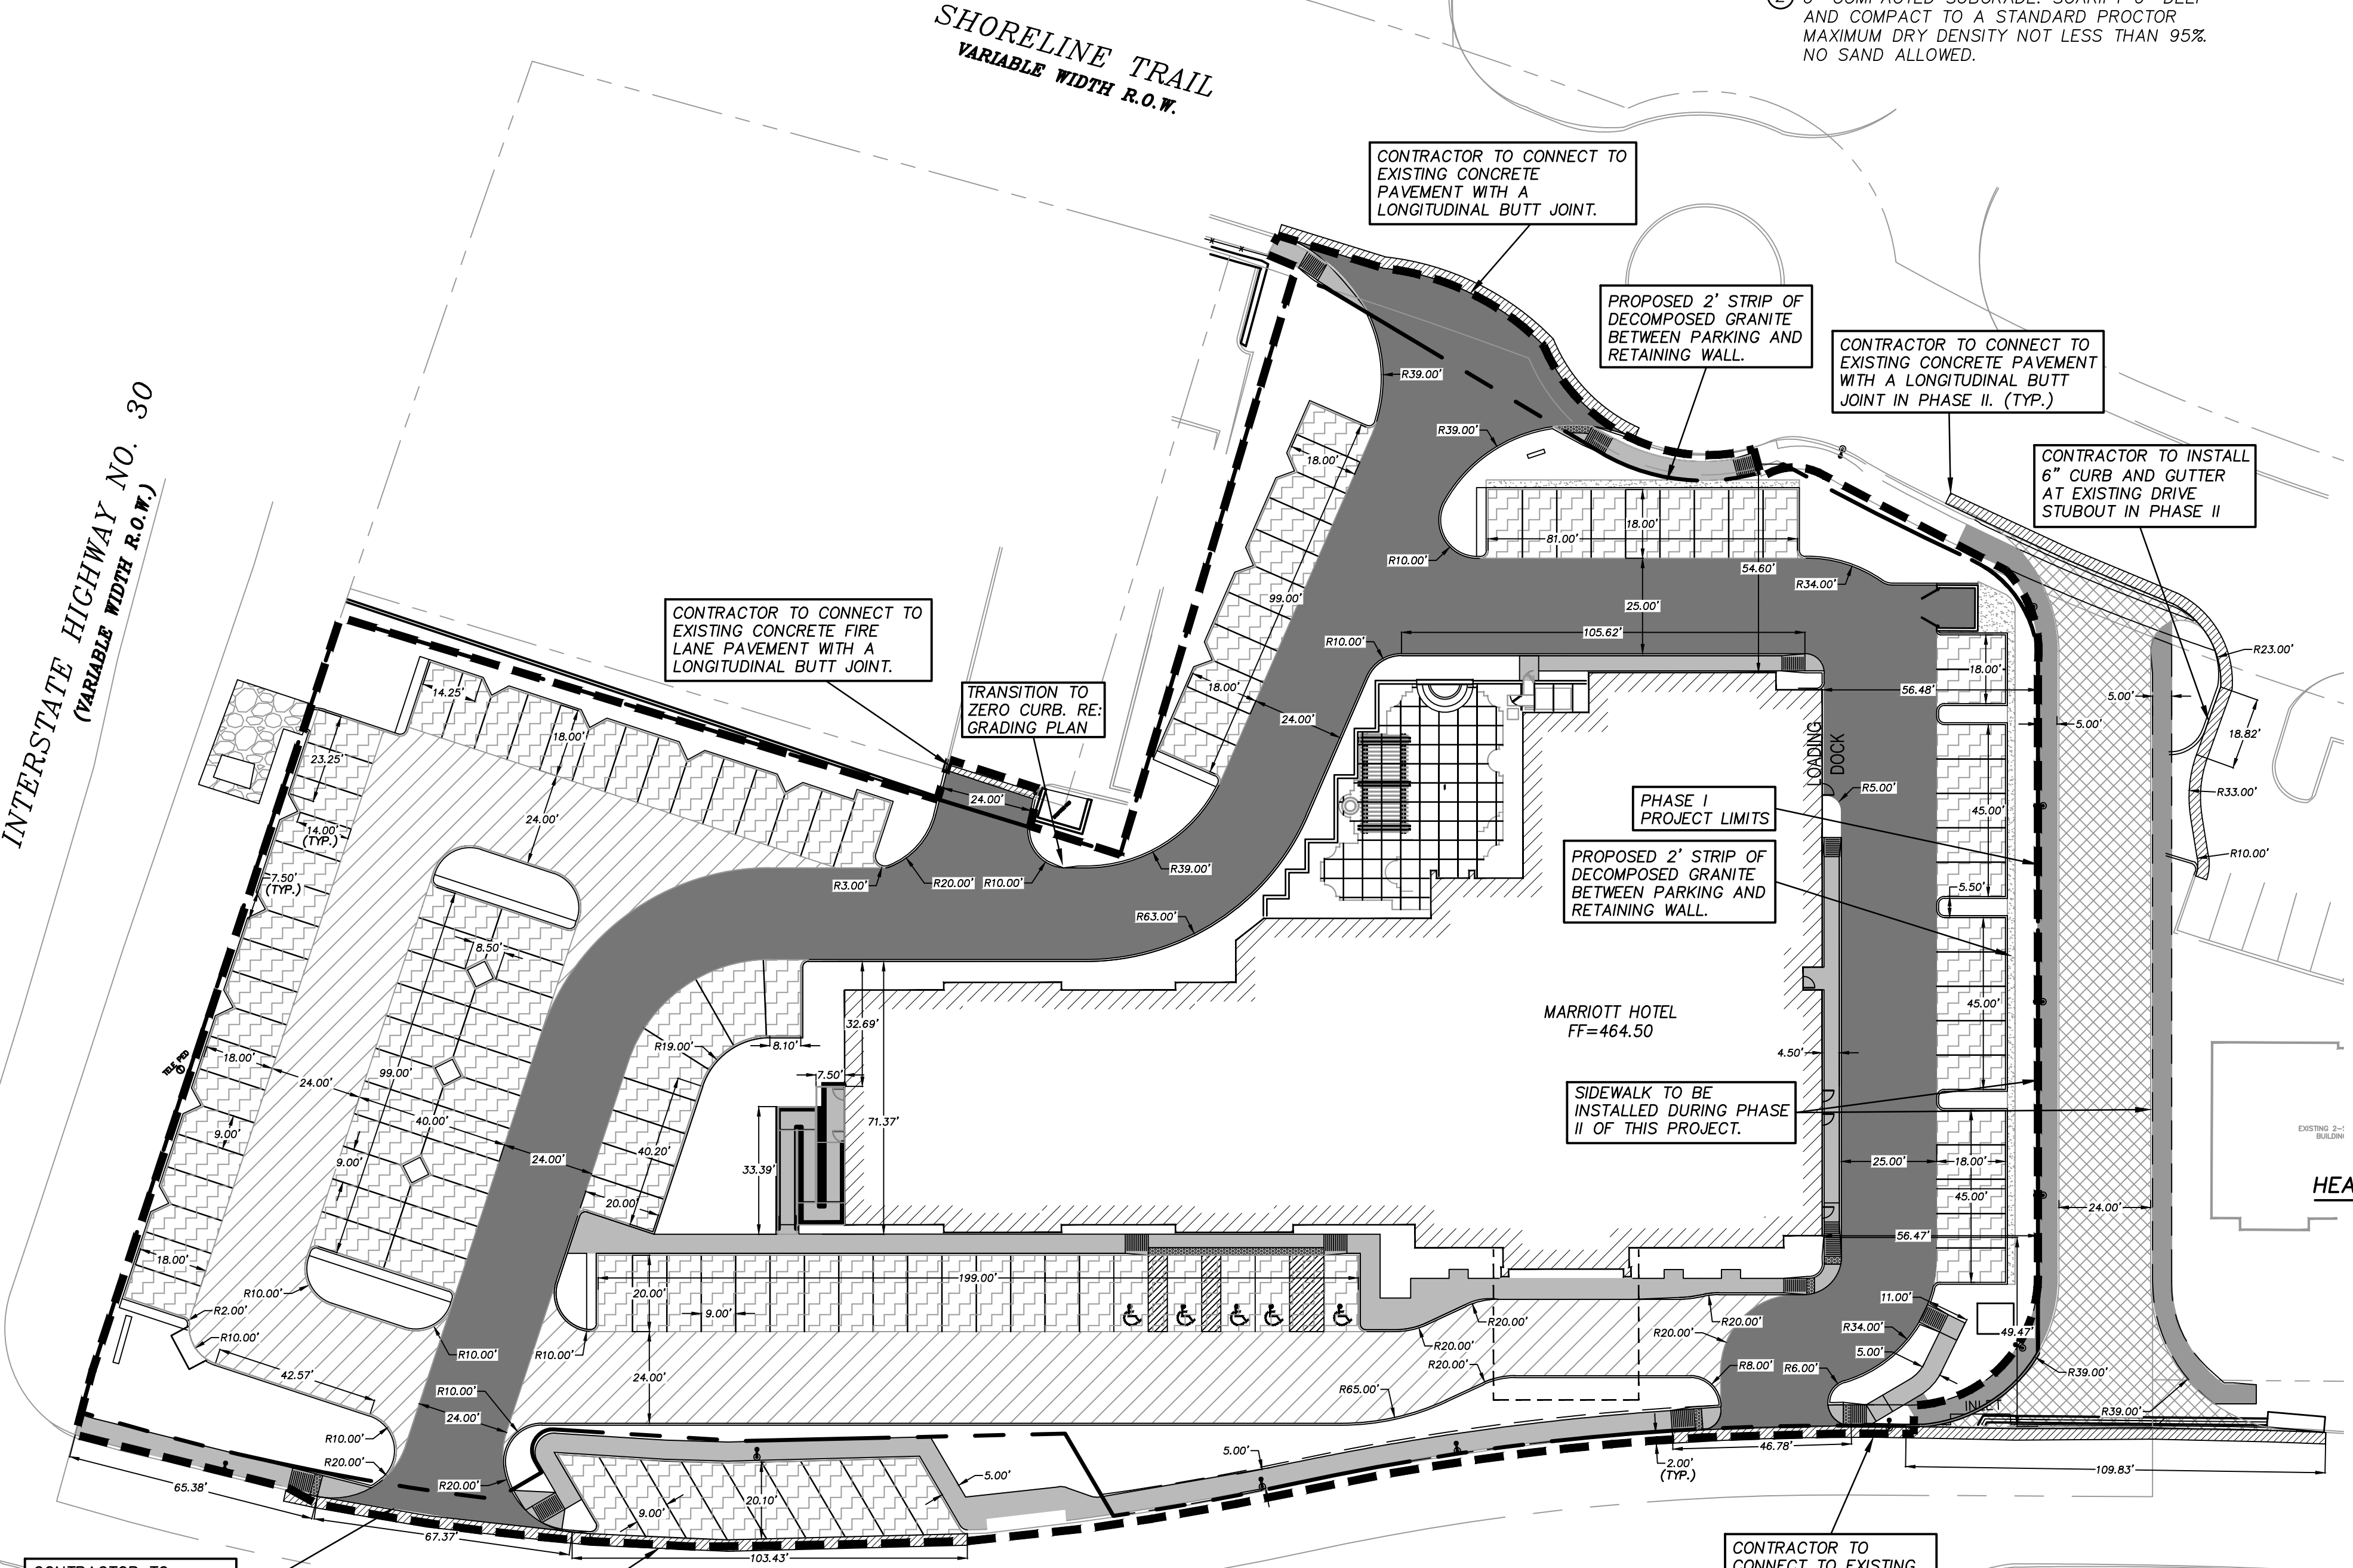 SHORELINE TRAIL
VARIABLE WIDTH R.O.W.
AND COMPACT TO A STANDARD PROCTOR
MAXIMUM DRY DENSITY NOT LESS THAN 95%.
NO SAND ALLOWED.
CONTRACTOR TO CONNECT TO
EXISTING CONCRETE
PAVEMENT WITH A
LONGITUDINAL BUTT JOINT.
PROPOSED 2' STRIP OF
DECOMPOSED GRANITE
BETWEEN PARKING AND
RETAINING WALL.
CONTRACTOR TO CONNECT TO
EXISTING CONCRETE PAVEMENT
WITH A LONGITUDINAL BUTT
JOINT IN PHASE II. (TYP.)
CONTRACTOR TO INSTALL
6" CURB AND GUTTER
AT EXISTING DRIVE
STUBOUT IN PHASE II
INTERSTATE HIGHWAY NO. 30
(VARIABLE WIDTH R.O.W.)
CONTRACTOR TO CONNECT TO
EXISTING CONCRETE FIRE
LANE PAVEMENT WITH A
LONGITUDINAL BUTT JOINT.
TRANSITION TO
ZERO CURB. RE:
GRADING PLAN
R39.00'
R39.00'
18.00'
18.00'
81.00'
R10.00'
54.60'
R34.00'
99.00'
25.00'
105.62'
R10.00'
18.00'
24.00'
18.00'
56.48'
5.00'
5.00'
R23.00'
18.82'
R33.00'
R10.00'
14.25'
18.00'
23.25'
14.00'
(TYP.)
24.00'
7.50'
(TYP.)
24.00'
R3.00'
R20.00'
R10.00'
R39.00'
R63.00'
LOADING
DOCK
R5.00'
45.00'
PHASE I
PROJECT LIMITS
PROPOSED 2' STRIP OF
DECOMPOSED GRANITE
BETWEEN PARKING AND
RETAINING WALL.
5.50'
45.00'
8.50'
MARRIOTT HOTEL
FF=464.50
32.69'
R19.00'
8.10'
7.50'
4.50'
TELE PED
18.00'
24.00'
99.00'
40.00'
71.37'
SIDEWALK TO BE
INSTALLED DURING PHASE
II OF THIS PROJECT.
9.00'
9.00'
24.00'
40.20'
33.39'
25.00'
18.00'
45.00'
20.00'
24.00'
EXISTING 2-
HEA
18.00'
56.47'
199.00'
20.00'
9.00'
R10.00'
R2.00'
R10.00'
R10.00'
R10.00'
R20.00'
R20.00'
R20.00'
R20.00'
R20.00'
11.00'
R34.00'
49.47'
5.00'
R39.00'
42.57'
24.00'
R10.00'
24.00'
R65.00'
R8.00'
R6.00'
INLET
R39.00'
R10.00'
R20.00'
R20.00'
65.38'
67.37'
9.00'
20.10'
5.00'
5.00'
103.43'
2.00'
(TYP.)
46.78'
109.83'
CONTRACTOR TO